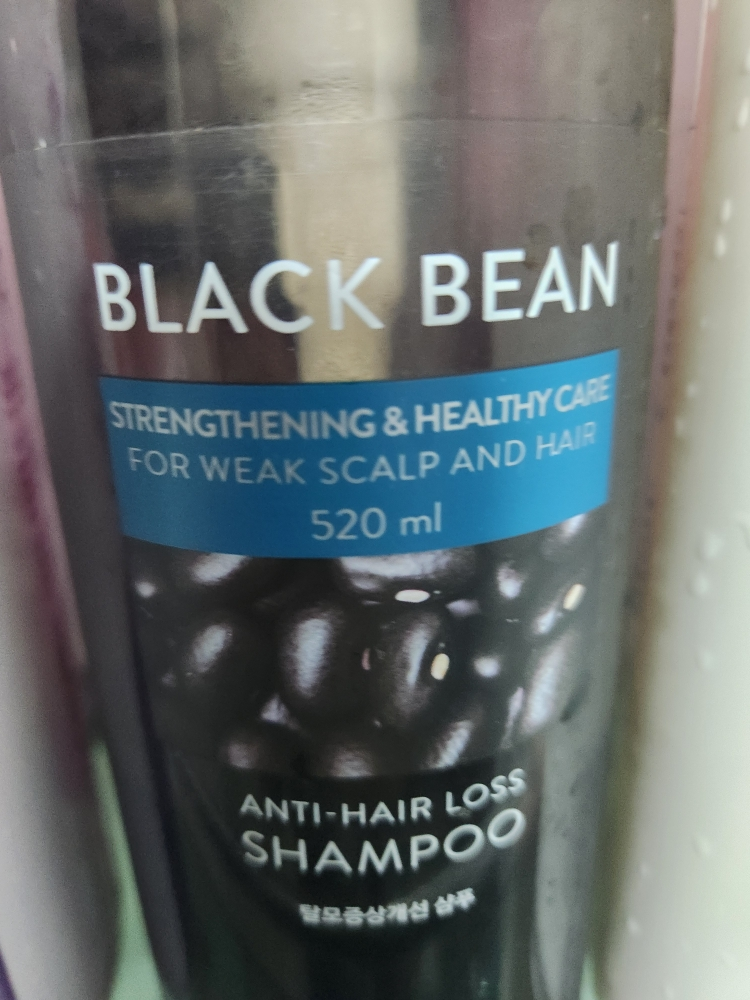 BLACK BEAN
STRENGTHENING & HEALTHY CARE
FOR WEAK SCALP AND HAIR
520 ml
ANTI-HAIR LOSS
SHAMPOO
탈모증상개선 샴푸